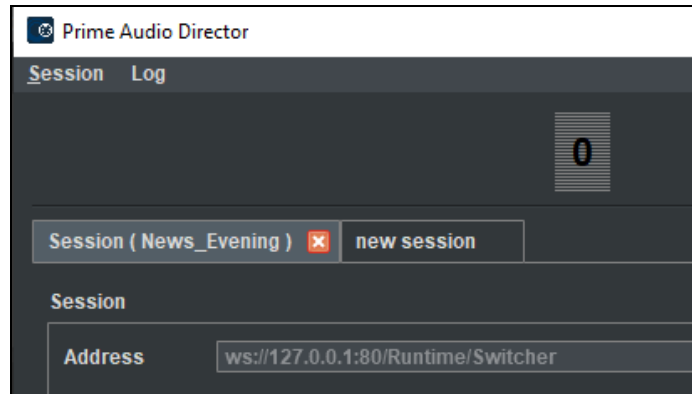 Prime Audio Director
Session Log
0
Session ( News_Evening ) new session
Session
Address ws://127.0.0.1:80/Runtime/Switcher